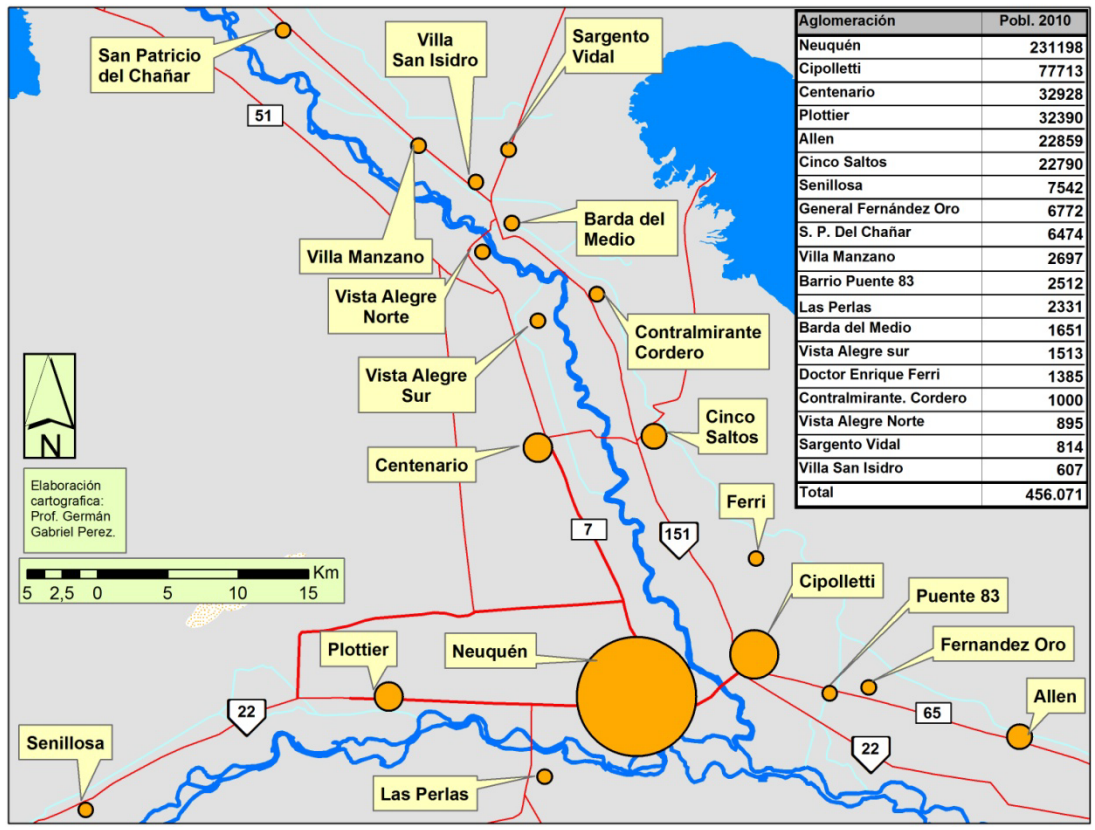 San Patricio
del Chañar
Villa
San Isidro
Sargento
Vidal
51
Villa Manzano
Barda del
Medio
Vista Alegre
Norte
Contralmirante
Cordero
Vista Alegre
Sur
Cinco
Saltos
Centenario
N
Elaboración
cartografica:
Prof. Germán
Gabriel Perez.
Ferri
7
151
Km
5 2,5 0 5 10 15
Cipolletti
Puente 83
Plottier
Neuquén
Fernandez Oro
Allen
22
65
Senillosa
22
Las Perlas
Aglomeración Pobl. 2010
Neuquén 231198
Cipolletti 77713
Centenario 32928
Plottier 32390
Allen 22859
Cinco Saltos 22790
Senillosa 7542
General Fernández Oro 6772
S. P. Del Chañar 6474
Villa Manzano 2697
Barrio Puente 83 2512
Las Perlas 2331
Barda del Medio 1651
Vista Alegre sur 1513
Doctor Enrique Ferri 1385
Contralmirante. Cordero 1000
Vista Alegre Norte 895
Sargento Vidal 814
Villa San Isidro 607
Total 456.071